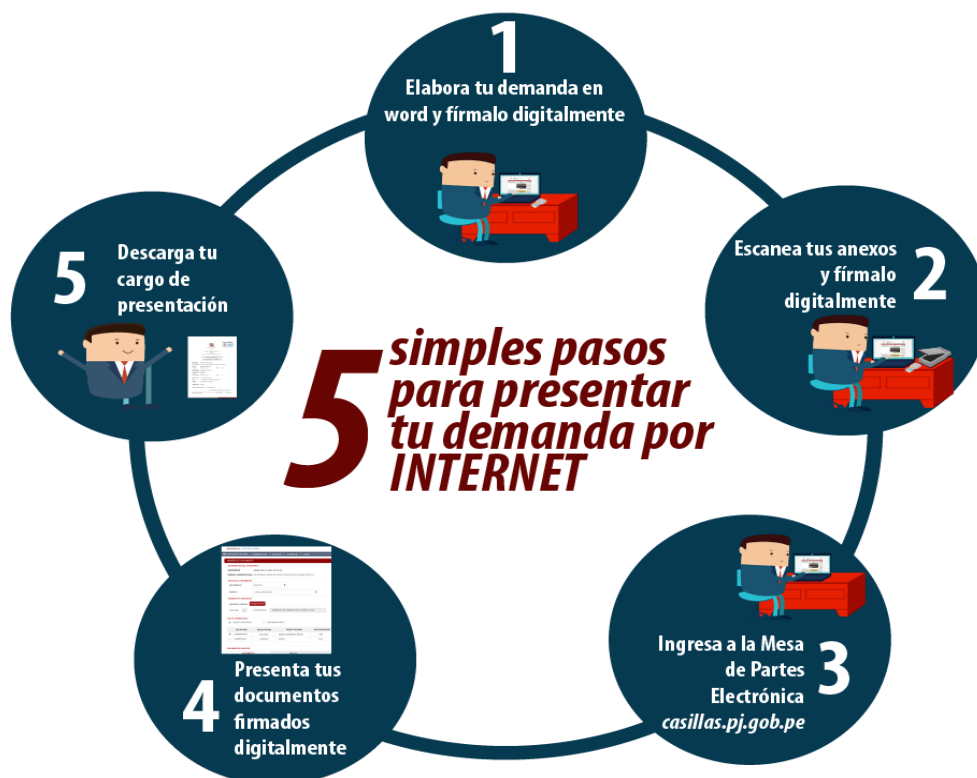 1
Elabora tu demanda en
word y fírmalo digitalmente
2
Escanea tus anexos
y fírmalo
digitalmente
3
Ingresa a la Mesa
de Partes
Electrónica
casillas.pj.gob.pe
4
Presenta tus
documentos
firmados
digitalmente
5
Descarga tu
cargo de
presentación
5 simples pasos
para presentar
tu demanda por
INTERNET